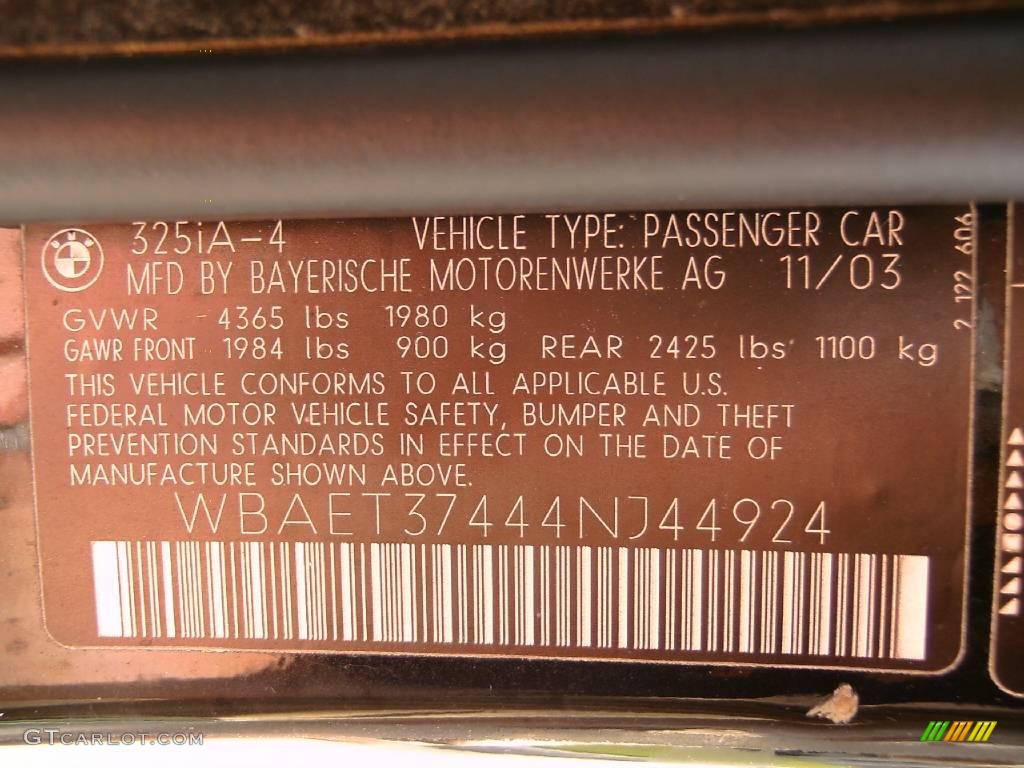 325iA-4 VEHICLE TYPE: PASSENGER CAR
MFD BY BAYERISCHE MOTORENWERKE AG 11/03
GVWR 4365 lbs 1980 kg
GAWR FRONT 1984 lbs 900 kg REAR 2425 lbs 1100 kg
THIS VEHICLE CONFORMS TO ALL APPLICABLE U.S.
FEDERAL MOTOR VEHICLE SAFETY, BUMPER AND THEFT
PREVENTION STANDARDS IN EFFECT ON THE DATE OF
MANUFACTURE SHOWN ABOVE.
WBAET37444NJ44924
2 122 606
GTCARLOT.COM